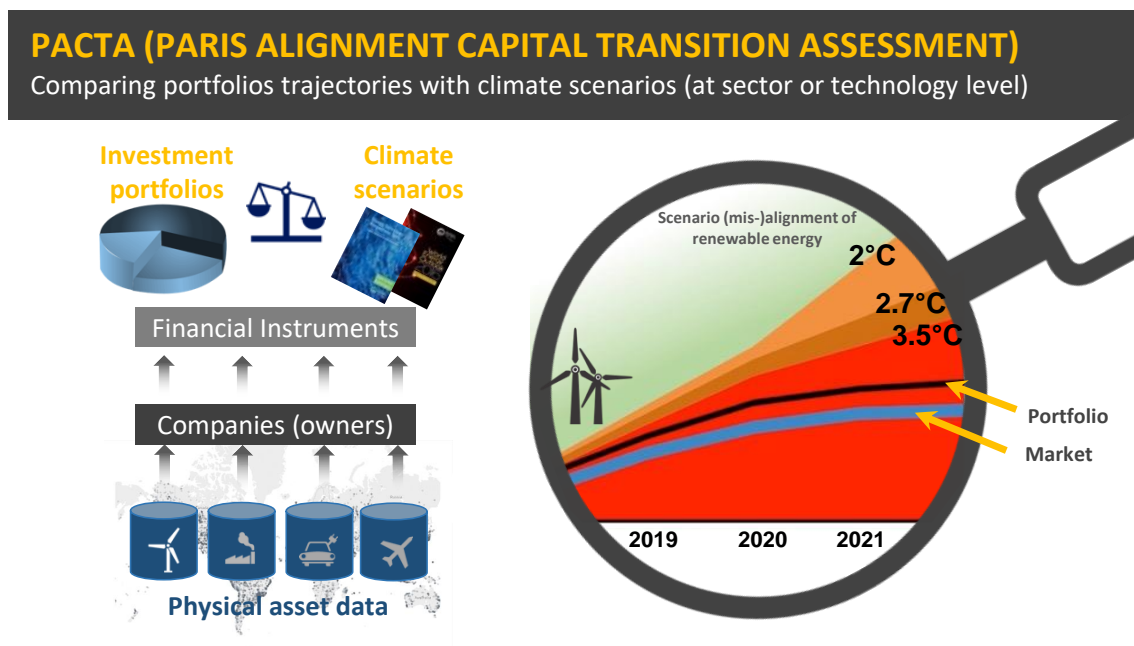 PACTA (PARIS ALIGNMENT CAPITAL TRANSITION ASSESSMENT)
Comparing portfolios trajectories with climate scenarios (at sector or technology level)
Investment
portfolios
Climate
scenarios
Financial Instruments
Companies (owners)
Physical asset data
Scenario (mis-)alignment of
renewable energy
2°C
2.7°C
3.5°C
Portfolio
Market
2019
2020
2021